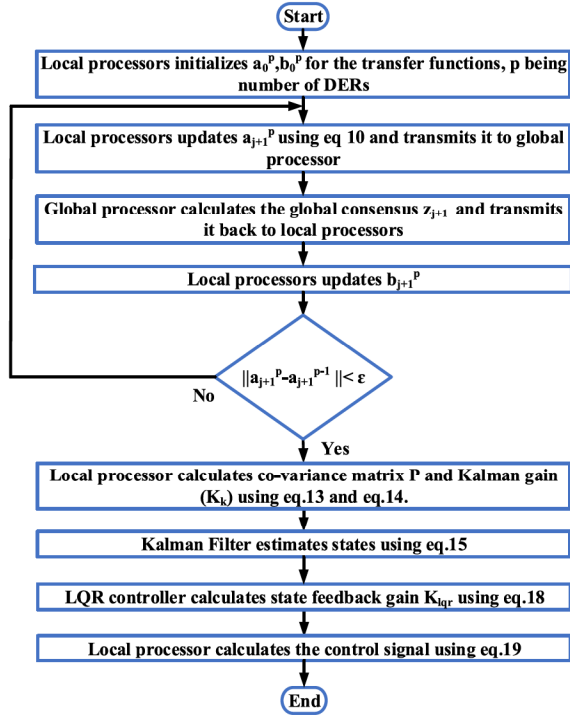 Start
Local processors initializes a₀ᵖ,b₀ᵖ for the transfer functions, p being
number of DERs
Local processors updates aⱼ₊₁ᵖ using eq 10 and transmits it to global
processor
Global processor calculates the global consensus zⱼ₊₁ and transmits
it back to local processors
Local processors updates bⱼ₊₁ᵖ
||aⱼ₊₁ᵖ-aⱼ₊₁ᵖ⁻¹ ||< ε
No
Yes
Local processor calculates co-variance matrix P and Kalman gain
(Kₖ) using eq.13 and eq.14.
Kalman Filter estimates states using eq.15
LQR controller calculates state feedback gain K_lqr using eq.18
Local processor calculates the control signal using eq.19
End